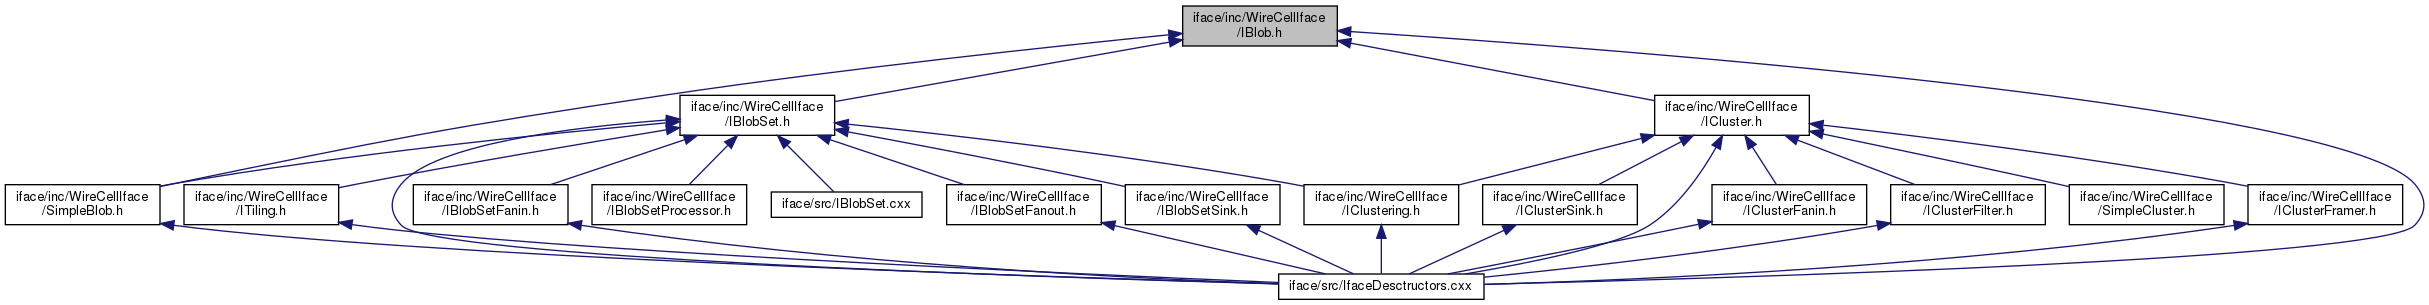 iface/inc/WireCellIface
/IBlob.h
iface/inc/WireCellIface
/IBlobSet.h
iface/inc/WireCellIface
/ICluster.h
iface/inc/WireCellIface
/SimpleBlob.h
iface/inc/WireCellIface
/ITiling.h
iface/inc/WireCellIface
/IBlobSetFanin.h
iface/inc/WireCellIface
/IBlobSetProcessor.h
iface/src/IBlobSet.cxx
iface/inc/WireCellIface
/IBlobSetFanout.h
iface/inc/WireCellIface
/IBlobSetSink.h
iface/inc/WireCellIface
/IClustering.h
iface/inc/WireCellIface
/IClusterSink.h
iface/inc/WireCellIface
/IClusterFanin.h
iface/inc/WireCellIface
/IClusterFilter.h
iface/inc/WireCellIface
/SimpleCluster.h
iface/inc/WireCellIface
/IClusterFramer.h
iface/src/IfaceDesctructors.cxx